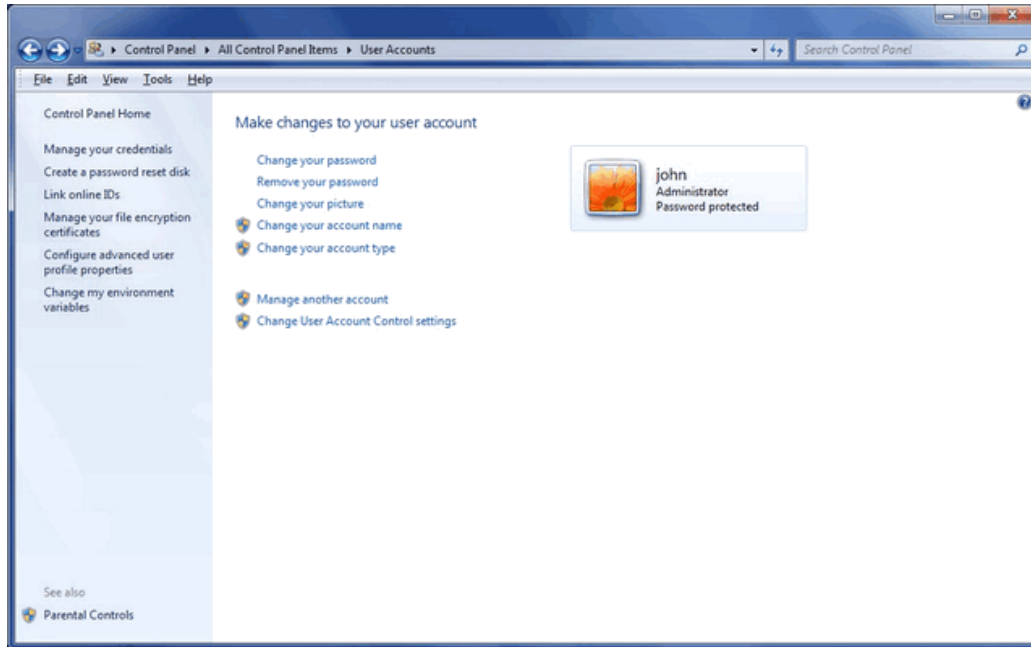 Control Panel ▸ All Control Panel Items ▸ User Accounts
Search Control Panel
File Edit View Tools Help
Control Panel Home
Manage your credentials
Create a password reset disk
Link online IDs
Manage your file encryption
certificates
Configure advanced user
profile properties
Change my environment
variables
See also
Parental Controls
Make changes to your user account
Change your password
Remove your password
Change your picture
Change your account name
Change your account type
Manage another account
Change User Account Control settings
john
Administrator
Password protected